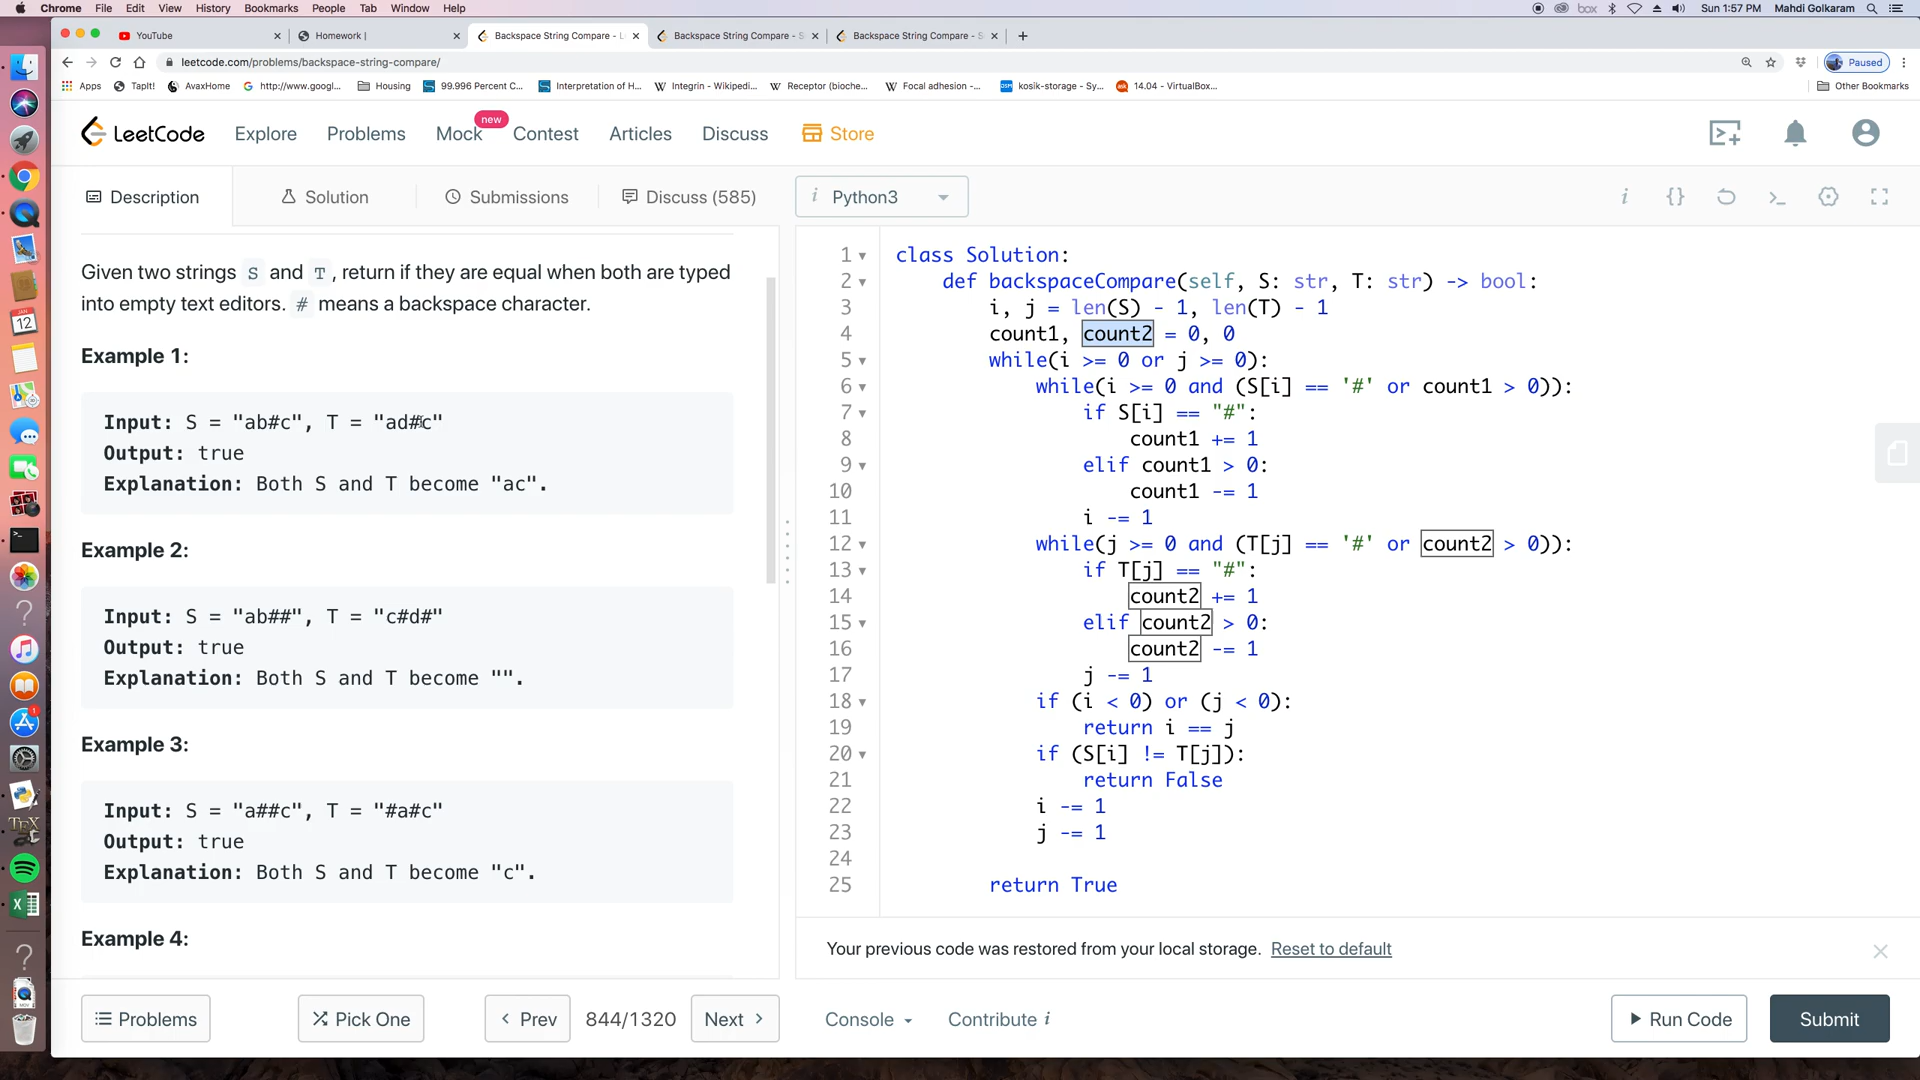 Chrome File Edit View History Bookmarks People Tab Window Help
box Sun 1:57 PM Mahdi Golkaram
YouTube
Homework |
Backspace String Compare - L
Backspace String Compare - S
Backspace String Compare - S
leetcode.com/problems/backspace-string-compare/
Paused
Apps TapIt! AvaxHome http://www.googl... Housing 99.996 Percent C... Interpretation of H... Integrin - Wikipedi... Receptor (bioche... Focal adhesion -... kosik-storage - Sy... 14.04 - VirtualBox... Other Bookmarks
LeetCode Explore Problems Mock new Contest Articles Discuss Store
Description Solution Submissions Discuss (585)
i Python3
Given two strings S and T , return if they are equal when both are typed
into empty text editors. # means a backspace character.
Example 1:
Input: S = "ab#c", T = "ad#c"
Output: true
Explanation: Both S and T become "ac".
Example 2:
Input: S = "ab##", T = "c#d#"
Output: true
Explanation: Both S and T become "".
Example 3:
Input: S = "a##c", T = "#a#c"
Output: true
Explanation: Both S and T become "c".
Example 4:
1 class Solution:
2 def backspaceCompare(self, S: str, T: str) -> bool:
3 i, j = len(S) - 1, len(T) - 1
4 count1, count2 = 0, 0
5 while(i >= 0 or j >= 0):
6 while(i >= 0 and (S[i] == '#' or count1 > 0)):
7 if S[i] == "#":
8 count1 += 1
9 elif count1 > 0:
10 count1 -= 1
11 i -= 1
12 while(j >= 0 and (T[j] == '#' or count2 > 0)):
13 if T[j] == "#":
14 count2 += 1
15 elif count2 > 0:
16 count2 -= 1
17 j -= 1
18 if (i < 0) or (j < 0):
19 return i == j
20 if (S[i] != T[j]):
21 return False
22 i -= 1
23 j -= 1
24
25 return True
Your previous code was restored from your local storage. Reset to default
Problems Pick One Prev 844/1320 Next Console Contribute i Run Code Submit